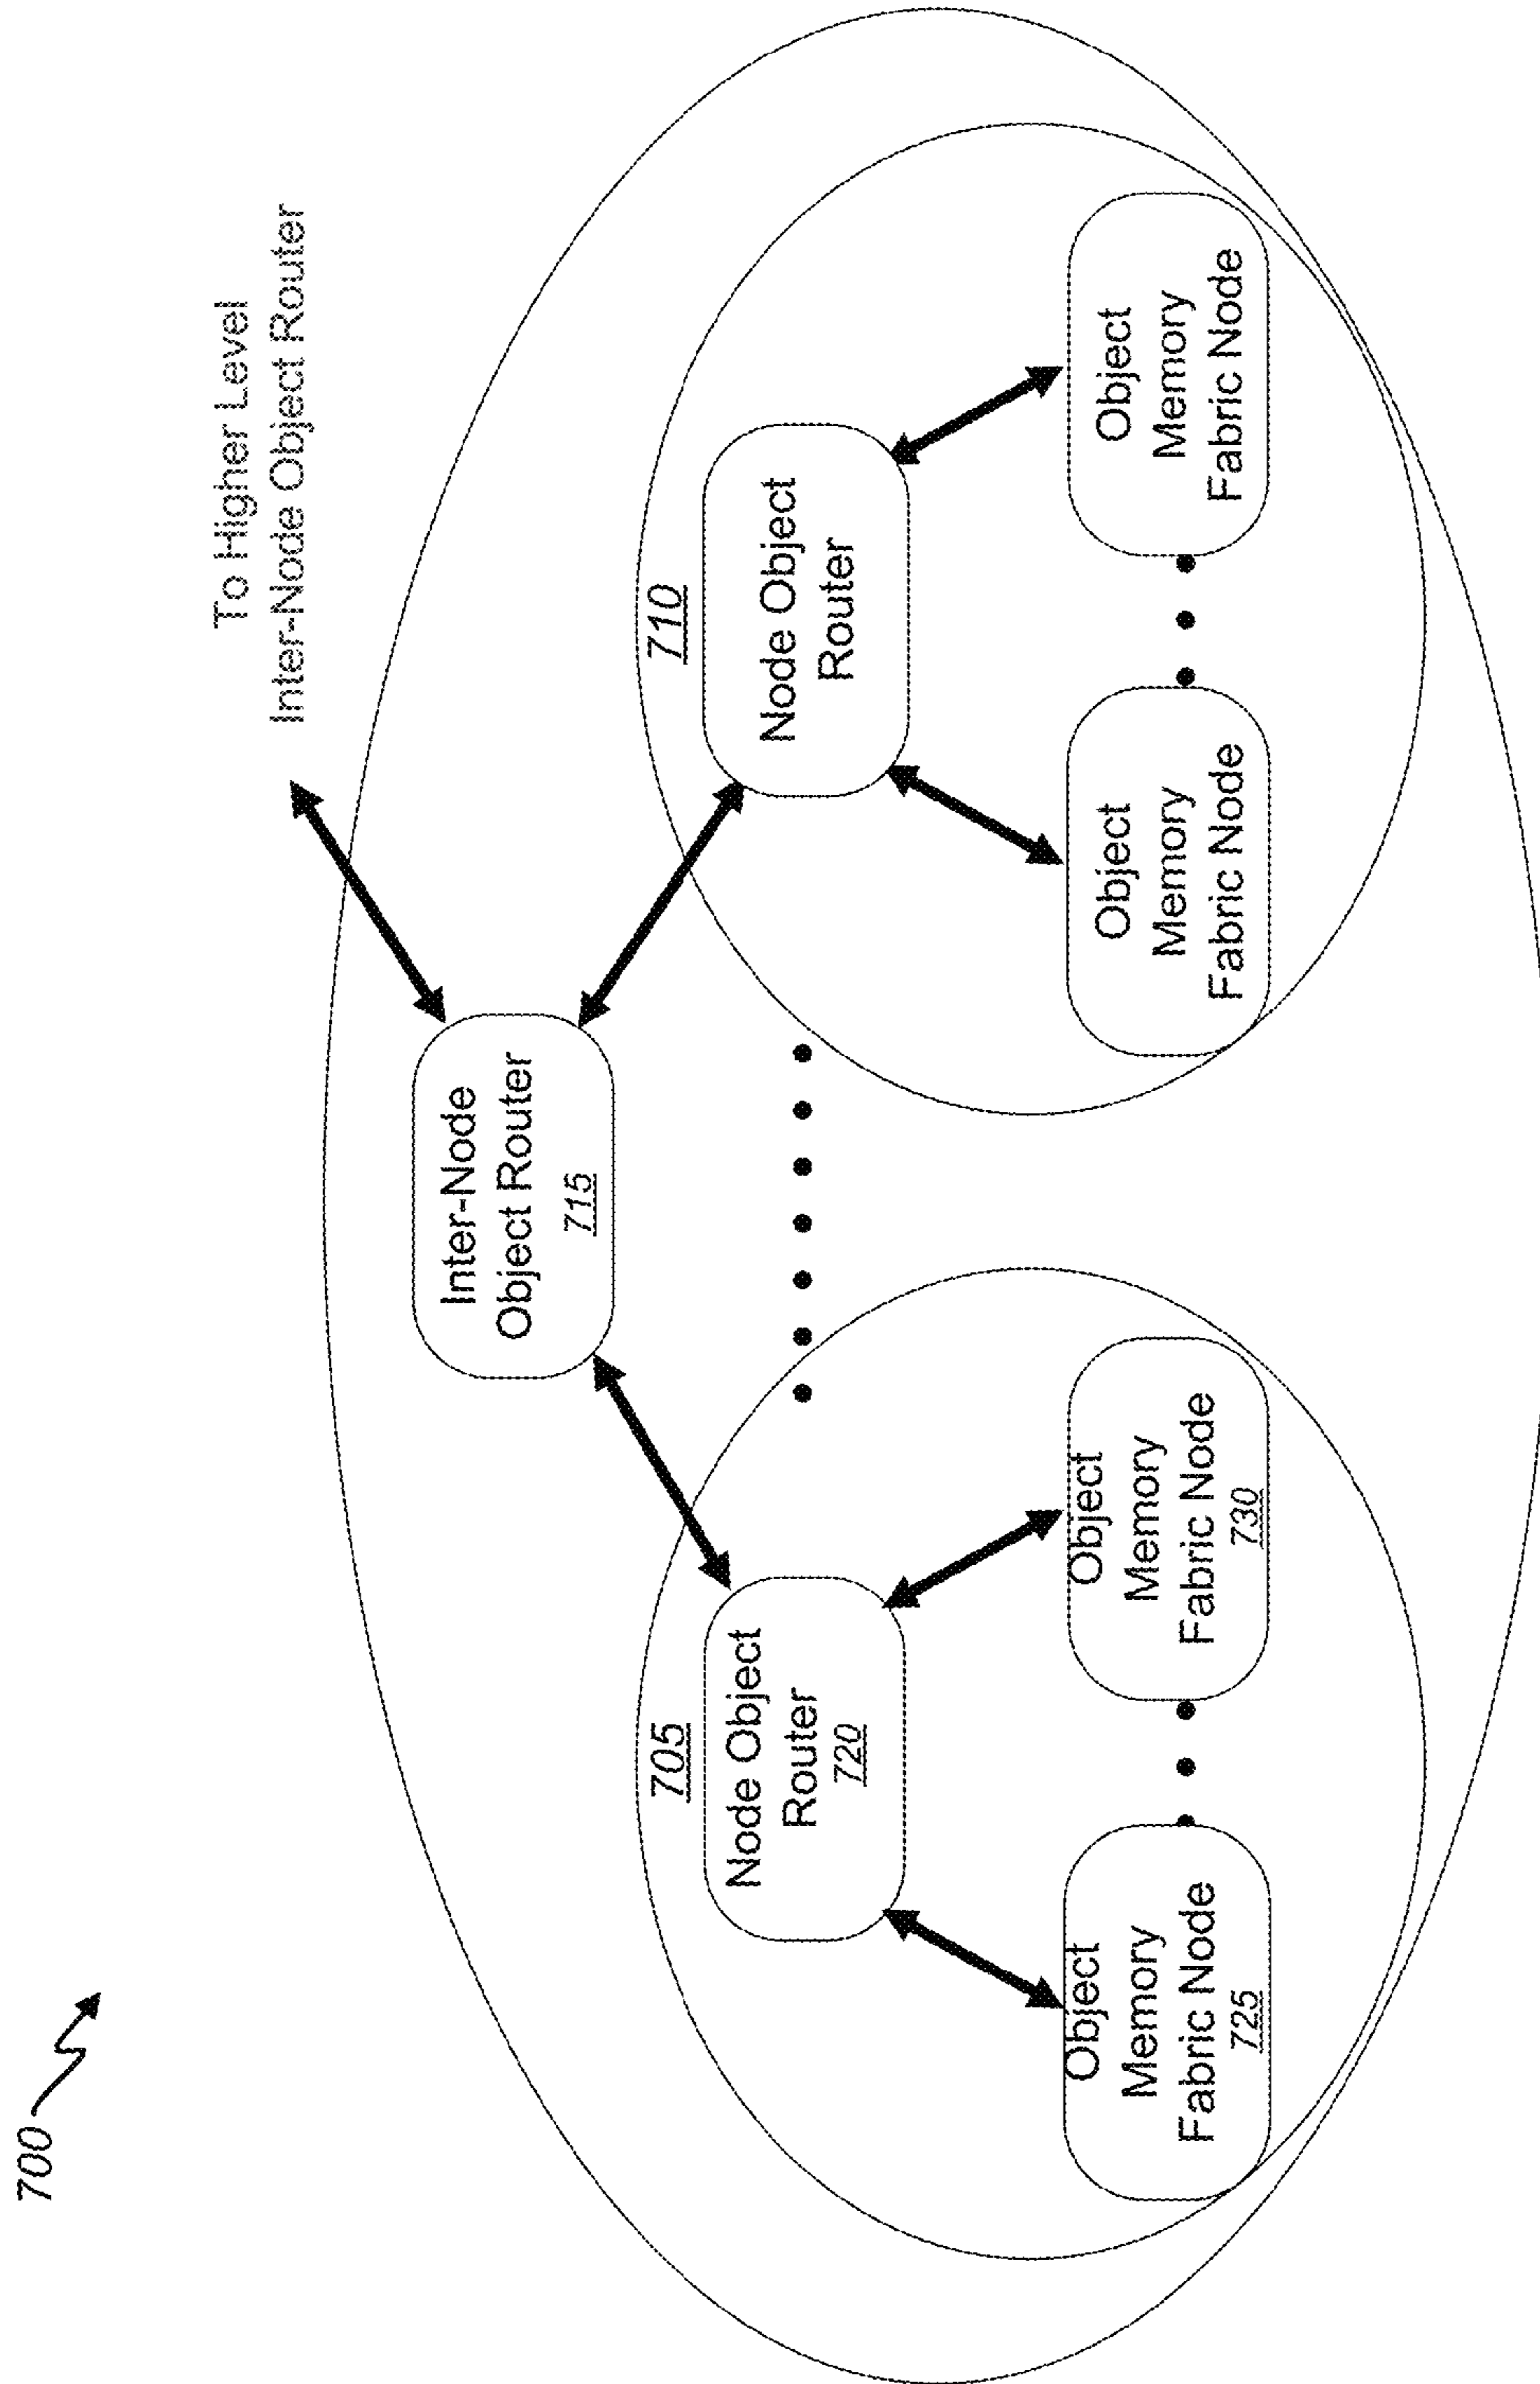 700
To Higher Level
Inter-Node Object Router
Inter-Node
Object Router
715
705
Node Object
Router
720
710
Node Object
Router
Object
Memory
Fabric Node
725
Object
Memory
Fabric Node
730
Object
Memory
Fabric Node
Object
Memory
Fabric Node